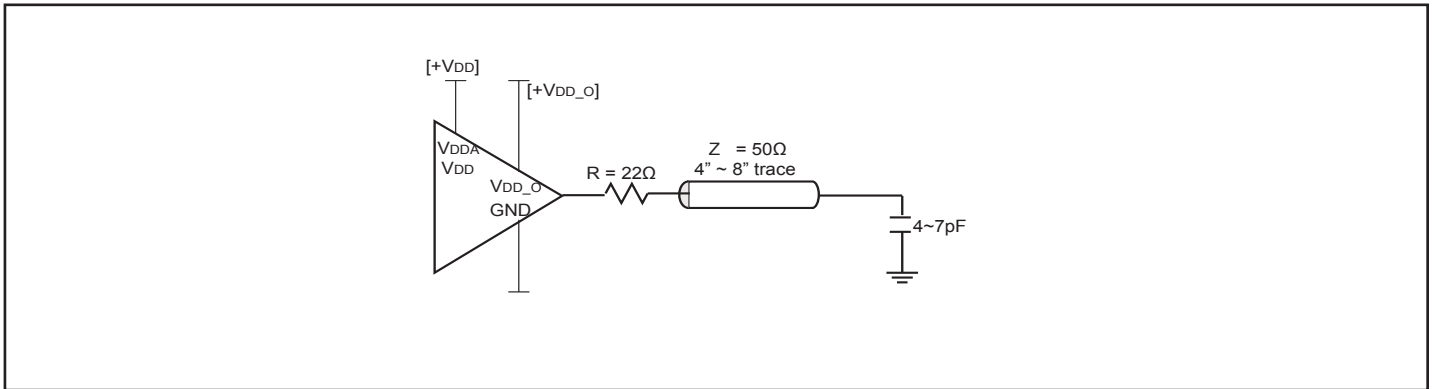 [+VDD]
[+VDD_O]
VDDA
VDD
VDD_O
GND
R = 22Ω
Z = 50Ω
4” ~ 8” trace
4~7pF